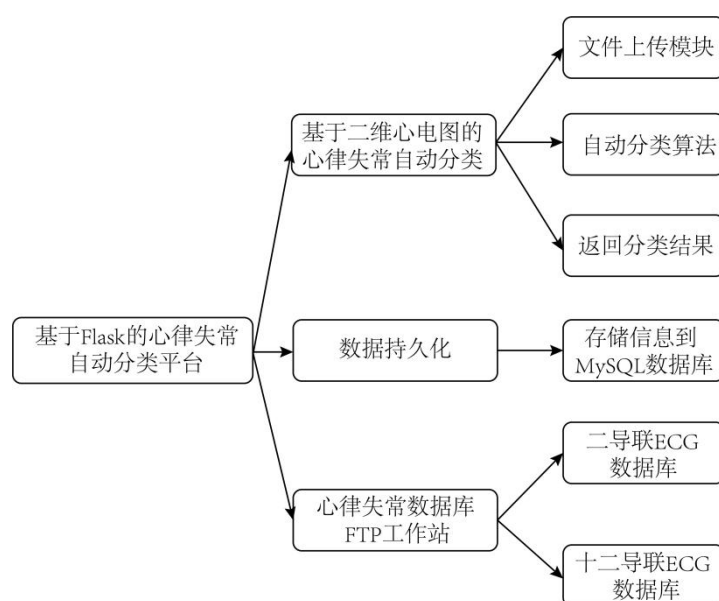 文件上传模块
基于二维心电图的
心律失常自动分类
自动分类算法
返回分类结果
基于Flask的心律失常
自动分类平台
数据持久化
存储信息到
MySQL数据库
二导联ECG
数据库
心律失常数据库
FTP工作站
十二导联ECG
数据库